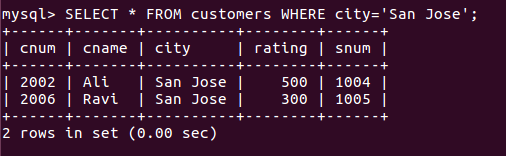 mysql> SELECT * FROM customers WHERE city='San Jose';
+------+-------+----------+--------+------+
| cnum | cname | city     | rating | snum |
+------+-------+----------+--------+------+
| 2002 | Ali   | San Jose |    500 | 1004 |
| 2006 | Ravi  | San Jose |    300 | 1005 |
+------+-------+----------+--------+------+
2 rows in set (0.00 sec)